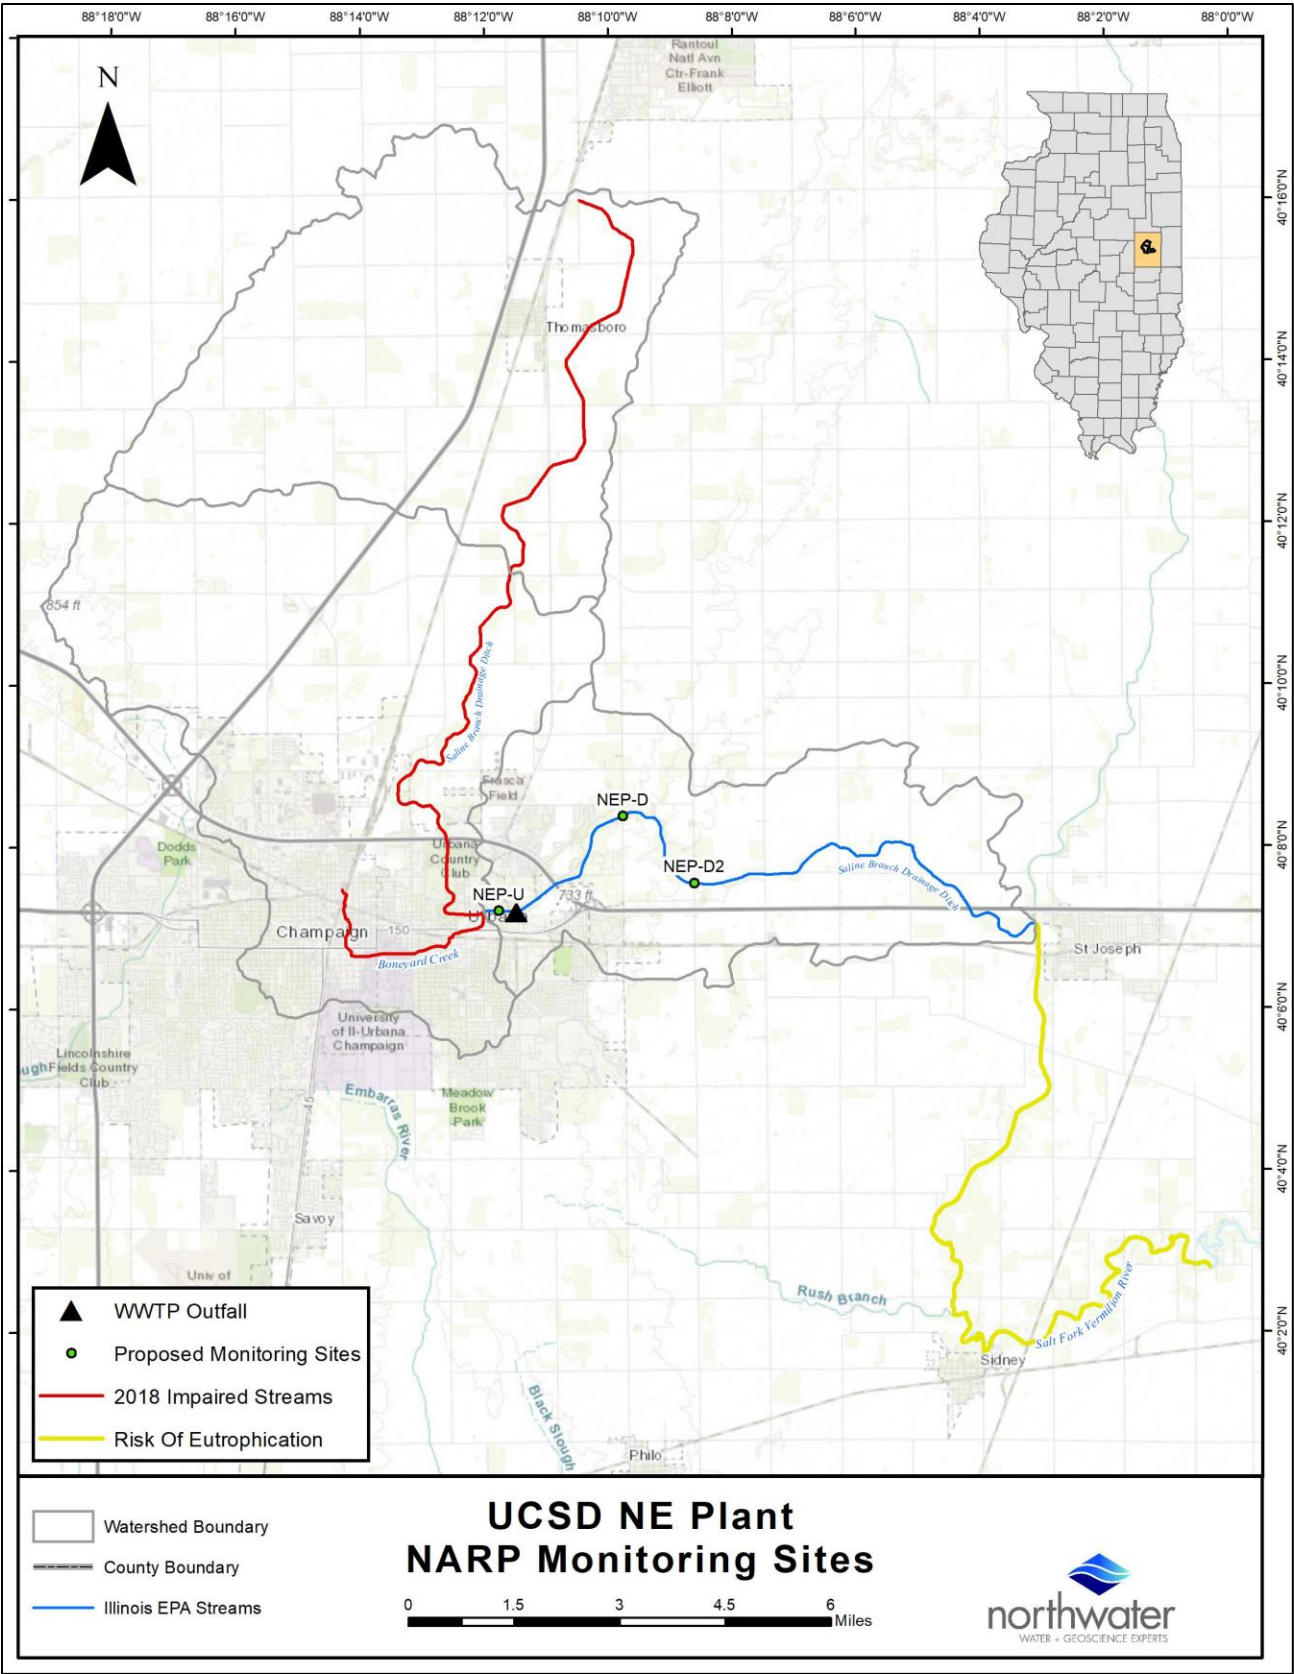 88°18'0"W 88°16'0"W 88°14'0"W 88°12'0"W 88°10'0"W 88°8'0"W 88°6'0"W 88°4'0"W 88°2'0"W 88°0'0"W
N
Rantoul
Natl Avn
Ctr-Frank
Elliott
40°16'0"N
Thomasboro
40°14'0"N
40°12'0"N
854 ft
40°10'0"N
Saline Branch Drainage Ditch
Frasca
Field
NEP-D
40°8'0"N
Dodds
Park
Urbana
Country
Club
NEP-D2
Saline Branch Drainage Ditch
NEP-U
733 ft
Urbana
Champaign
150
Boneyard Creek
St Joseph
40°6'0"N
University
of Il-Urbana
Champaign
Lincolnshire
Fields Country
Club
ugh
Embarras River
Meadow
Brook
Park
45
40°4'0"N
Savoy
Univ of
Rush Branch
Salt Fork Vermilion River
40°2'0"N
Sidney
Black Slough
Philo
WWTP Outfall
Proposed Monitoring Sites
2018 Impaired Streams
Risk Of Eutrophication
Watershed Boundary
County Boundary
Illinois EPA Streams
UCSD NE Plant
NARP Monitoring Sites
0 1.5 3 4.5 6
Miles
northwater
WATER + GEOSCIENCE EXPERTS